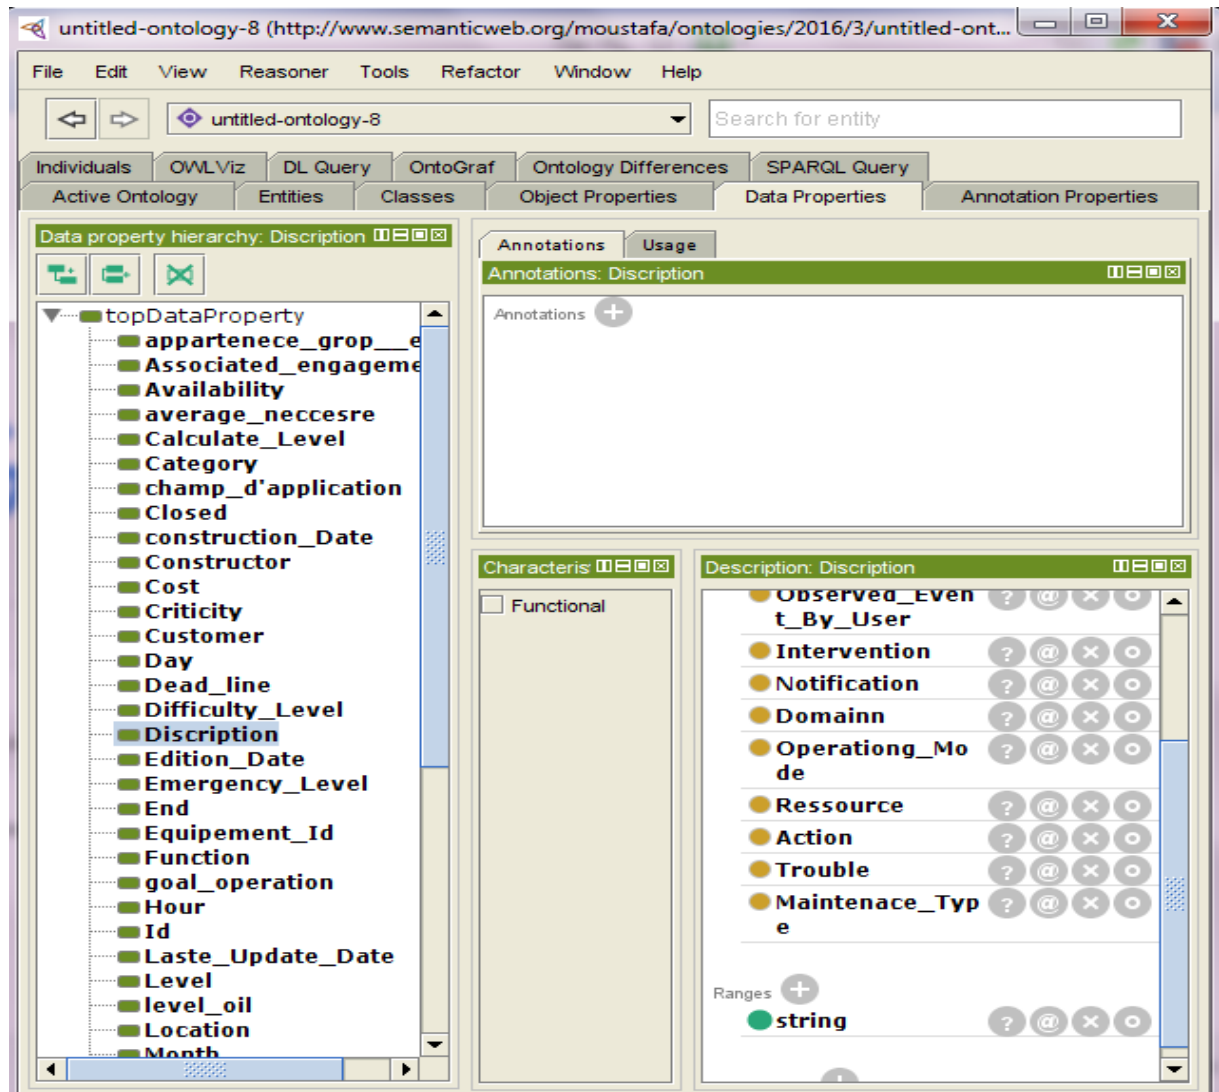 untitled-ontology-8 (http://www.semanticweb.org/moustafa/ontologies/2016/3/untitled-ont...
File Edit View Reasoner Tools Refactor Window Help
untitled-ontology-8
Search for entity
Individuals OWLViz DL Query OntoGraf Ontology Differences SPARQL Query
Active Ontology Entities Classes Object Properties Data Properties Annotation Properties
Data property hierarchy: Discription
topDataProperty
appartenece_grop__e
Associated_engageme
Availability
average_neccesre
Calculate_Level
Category
champ_d'application
Closed
construction_Date
Constructor
Cost
Criticity
Customer
Day
Dead_line
Difficulty_Level
Discription
Edition_Date
Emergency_Level
End
Equipement_Id
Function
goal_operation
Hour
Id
Laste_Update_Date
Level
level_oil
Location
Month
Annotations Usage
Annotations: Discription
Annotations
Characteris
Functional
Description: Discription
Observed_Even
t_By_User
Intervention
Notification
Domainn
Operationg_Mo
de
Ressource
Action
Trouble
Maintenace_Typ
e
Ranges
string